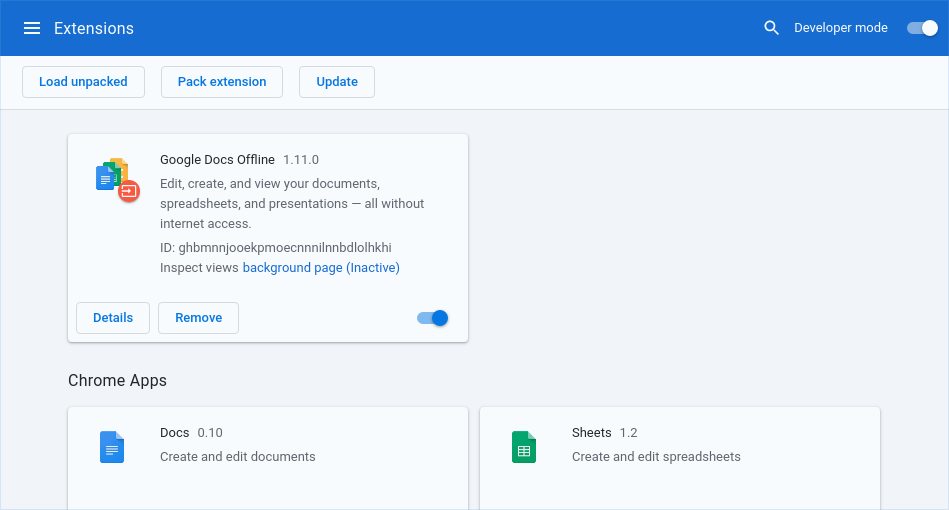 Extensions
Developer mode
Load unpacked
Pack extension
Update
Google Docs Offline 1.11.0
Edit, create, and view your documents,
spreadsheets, and presentations — all without
internet access.
ID: ghbmnnjooekpmoecnnnilnnbdlolhkhi
Inspect views background page (Inactive)
Details
Remove
Chrome Apps
Docs 0.10
Create and edit documents
Sheets 1.2
Create and edit spreadsheets